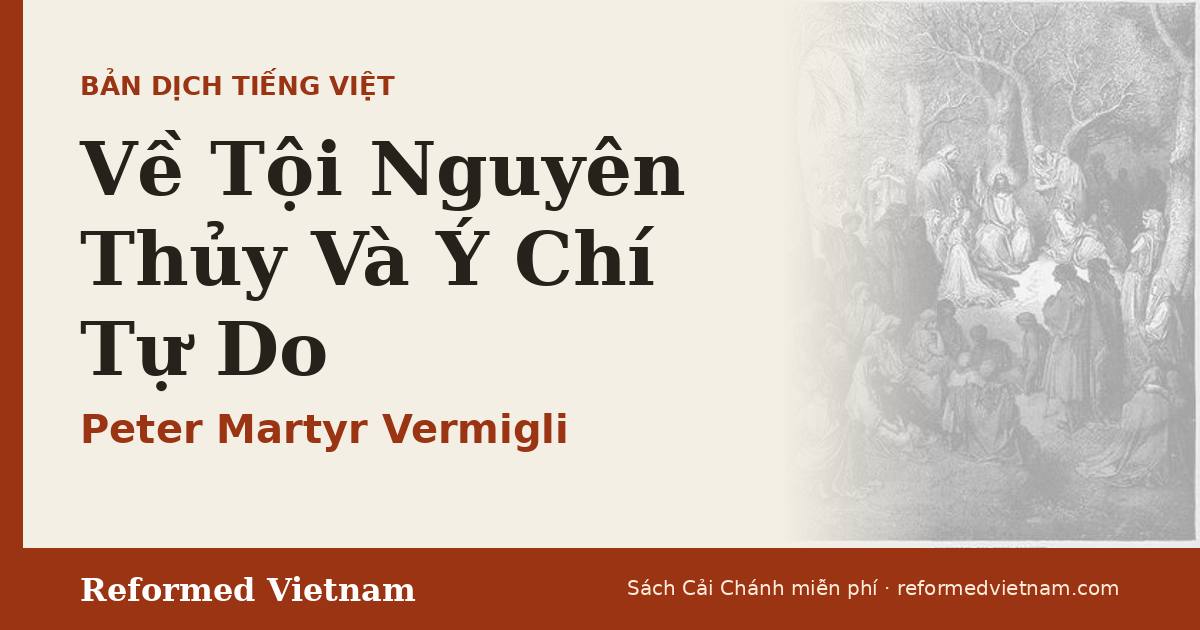 BẢN DỊCH TIẾNG VIỆT
Về Tội Nguyên
Thủy Và Ý Chí
Tự Do
Peter Martyr Vermigli
Reformed Vietnam
Sách Cải Chánh miễn phí · reformedvietnam.com